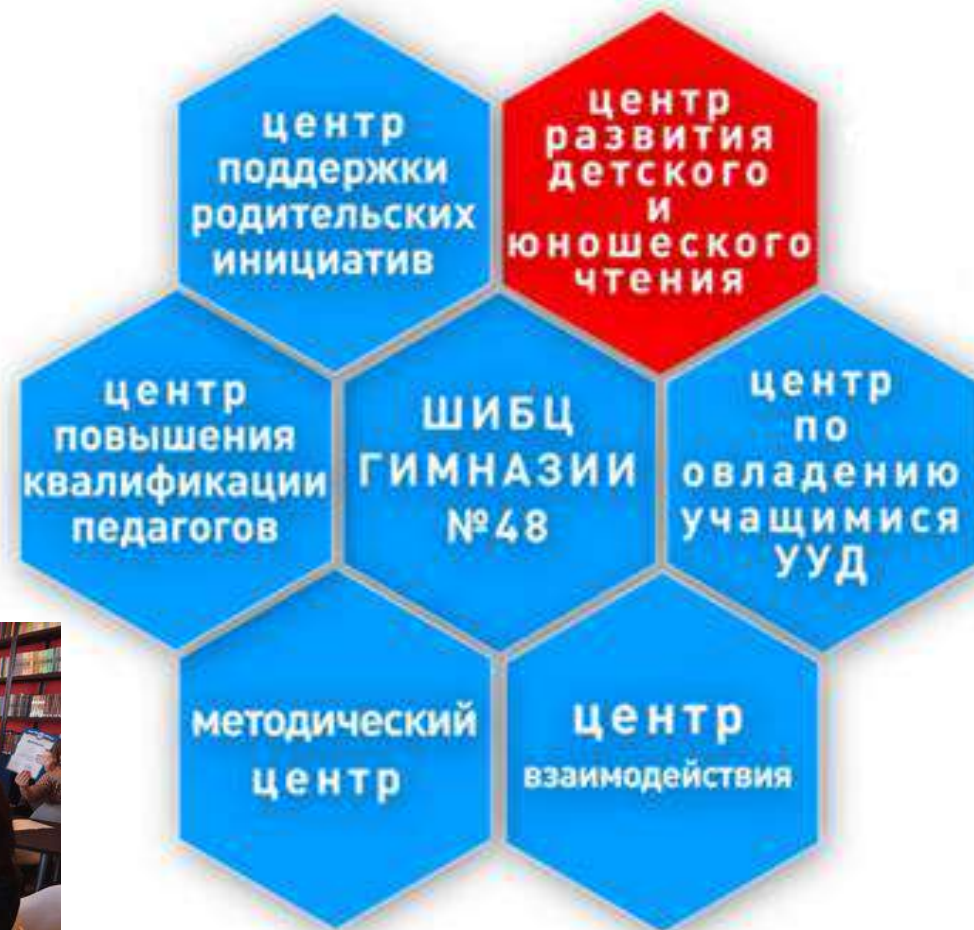 центр
поддержки
родительских
инициатив
центр
развития
детского
и
юношеского
чтения
центр
повышения
квалификации
педагогов
ШИБЦ
ГИМНАЗИИ
№48
центр
по
овладению
учащимися
УУД
методический
центр
центр
взаимодействия